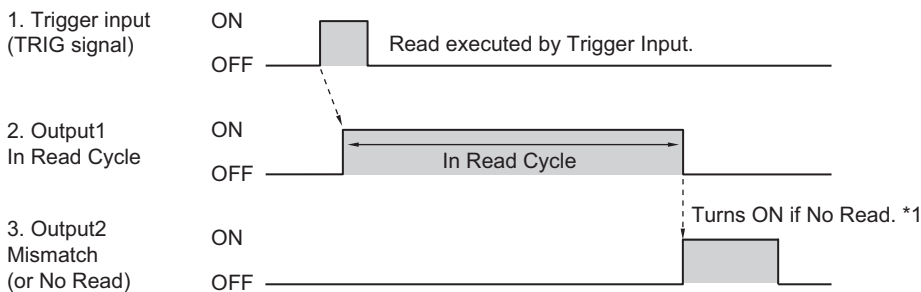 1. Trigger input
(TRIG signal)
ON
OFF
Read executed by Trigger Input.
2. Output1
In Read Cycle
ON
OFF
In Read Cycle
Turns ON if No Read. *1
3. Output2
Mismatch
(or No Read)
ON
OFF